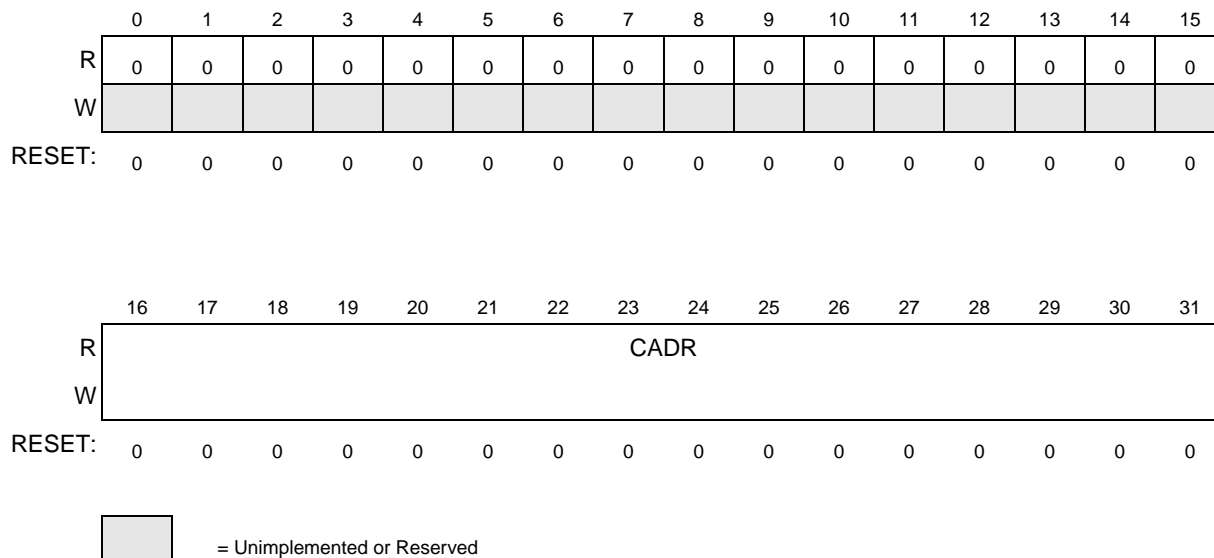 0 1 2 3 4 5 6 7 8 9 10 11 12 13 14 15
R 0 0 0 0 0 0 0 0 0 0 0 0 0 0 0 0
W
RESET: 0 0 0 0 0 0 0 0 0 0 0 0 0 0 0 0
16 17 18 19 20 21 22 23 24 25 26 27 28 29 30 31
R CADR
W
RESET: 0 0 0 0 0 0 0 0 0 0 0 0 0 0 0 0
= Unimplemented or Reserved